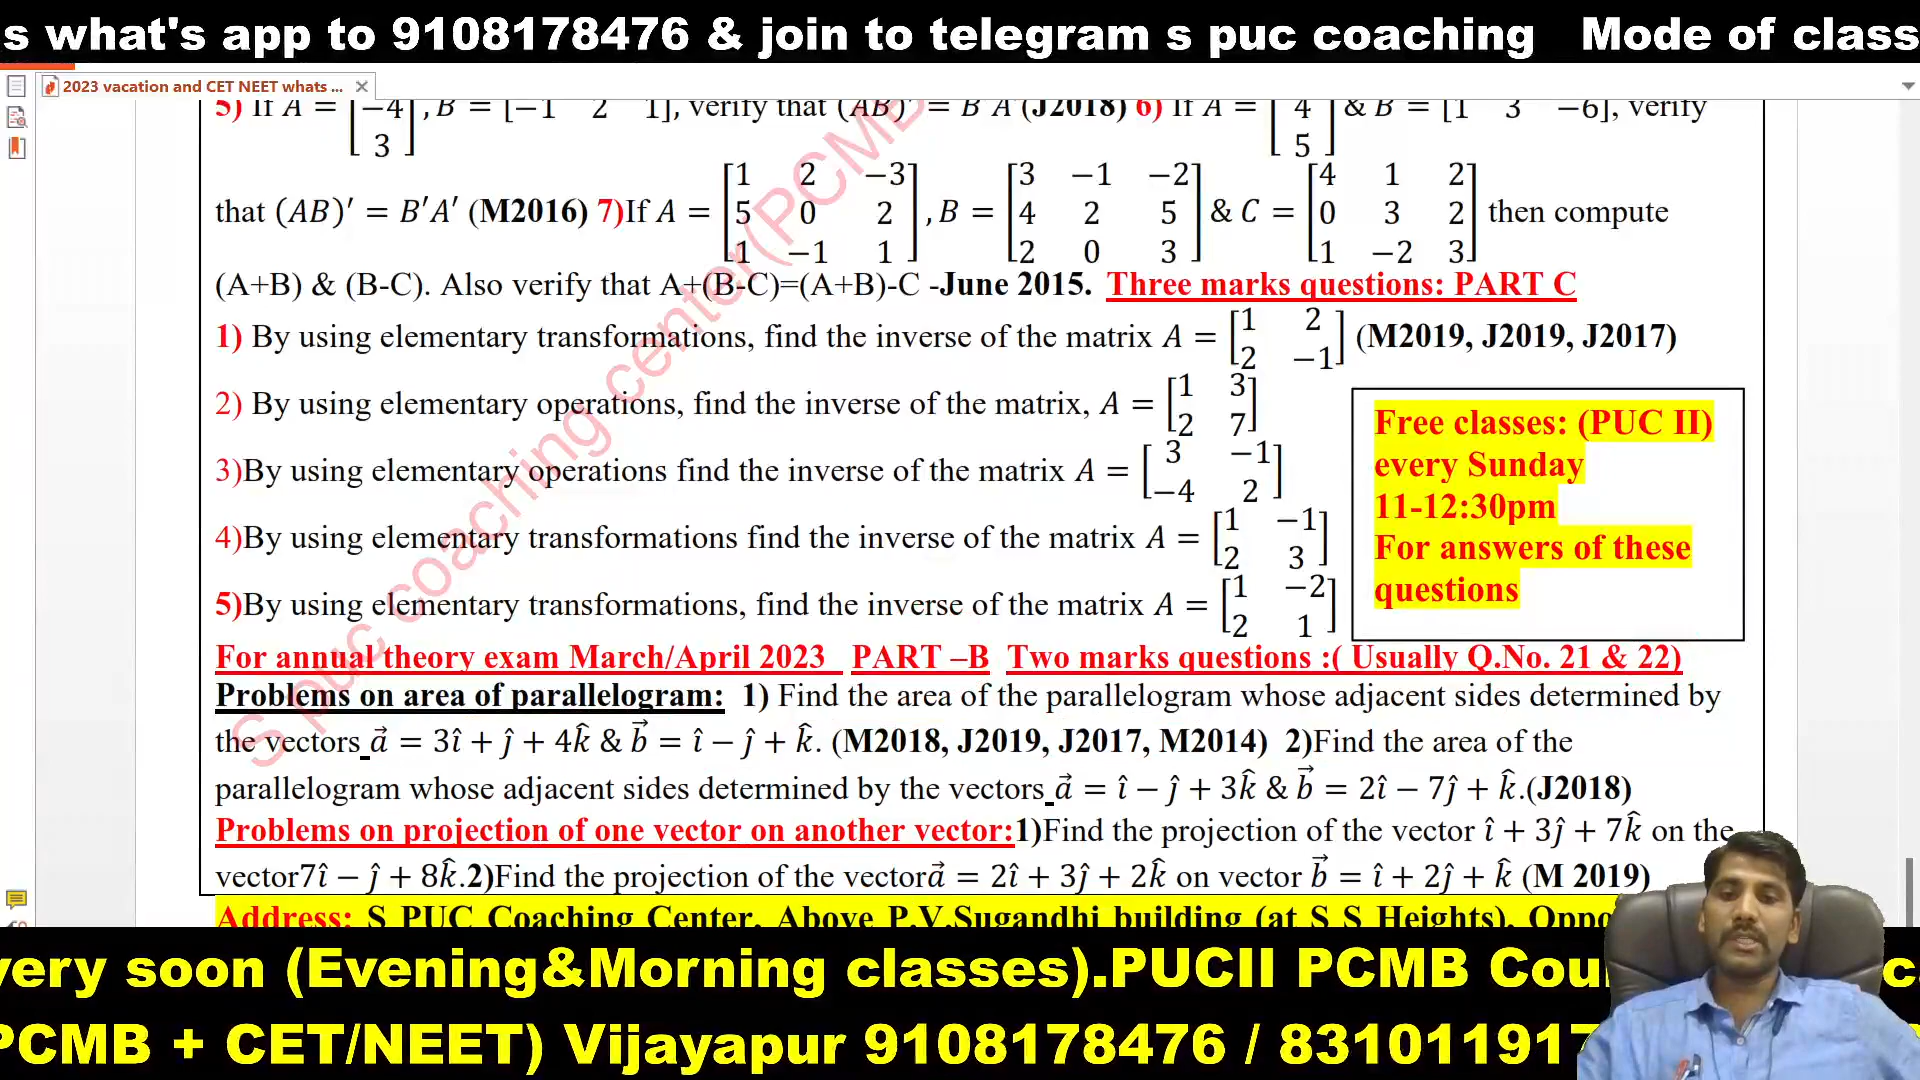 s what's app to 9108178476 & join to telegram s puc coaching   Mode of class
2023 vacation and CET NEET whats ...
5) If A = [−4 3], B = [−1 2 1], verify that (AB)′ = B′A′ (J2018) 6) If A = [4 5] & B = [1 3 −6], verify
that (AB)′ = B′A′ (M2016) 7)If A = [1 2 −3; 5 0 2; 1 −1 1], B = [3 −1 −2; 4 2 5; 2 0 3] & C = [4 1 2; 0 3 2; 1 −2 3] then compute
(A+B) & (B-C). Also verify that A+(B-C)=(A+B)-C -June 2015. Three marks questions: PART C
1) By using elementary transformations, find the inverse of the matrix A = [1 2; 2 −1] (M2019, J2019, J2017)
2) By using elementary operations, find the inverse of the matrix, A = [1 3; 2 7]
3)By using elementary operations find the inverse of the matrix A = [3 −1; −4 2]
4)By using elementary transformations find the inverse of the matrix A = [1 −1; 2 3]
5)By using elementary transformations, find the inverse of the matrix A = [1 −2; 2 1]
Free classes: (PUC II)
every Sunday
11-12:30pm
For answers of these
questions
For annual theory exam March/April 2023 PART –B Two marks questions :( Usually Q.No. 21 & 22)
Problems on area of parallelogram: 1) Find the area of the parallelogram whose adjacent sides determined by
the vectors a⃗ = 3î + ĵ + 4k̂ & b⃗ = î − ĵ + k̂. (M2018, J2019, J2017, M2014) 2)Find the area of the
parallelogram whose adjacent sides determined by the vectors a⃗ = î − ĵ + 3k̂ & b⃗ = 2î − 7ĵ + k̂.(J2018)
Problems on projection of one vector on another vector:1)Find the projection of the vector î + 3ĵ + 7k̂ on the
vector7î − ĵ + 8k̂.2)Find the projection of the vectora⃗ = 2î + 3ĵ + 2k̂ on vector b⃗ = î + 2ĵ + k̂ (M 2019)
Address: S PUC Coaching Center, Above P.V.Sugandhi building (at S S Heights), Oppo
S puc coaching center(PCMB
very soon (Evening&Morning classes).PUCII PCMB Cou
PCMB + CET/NEET) Vijayapur 9108178476 / 831011917